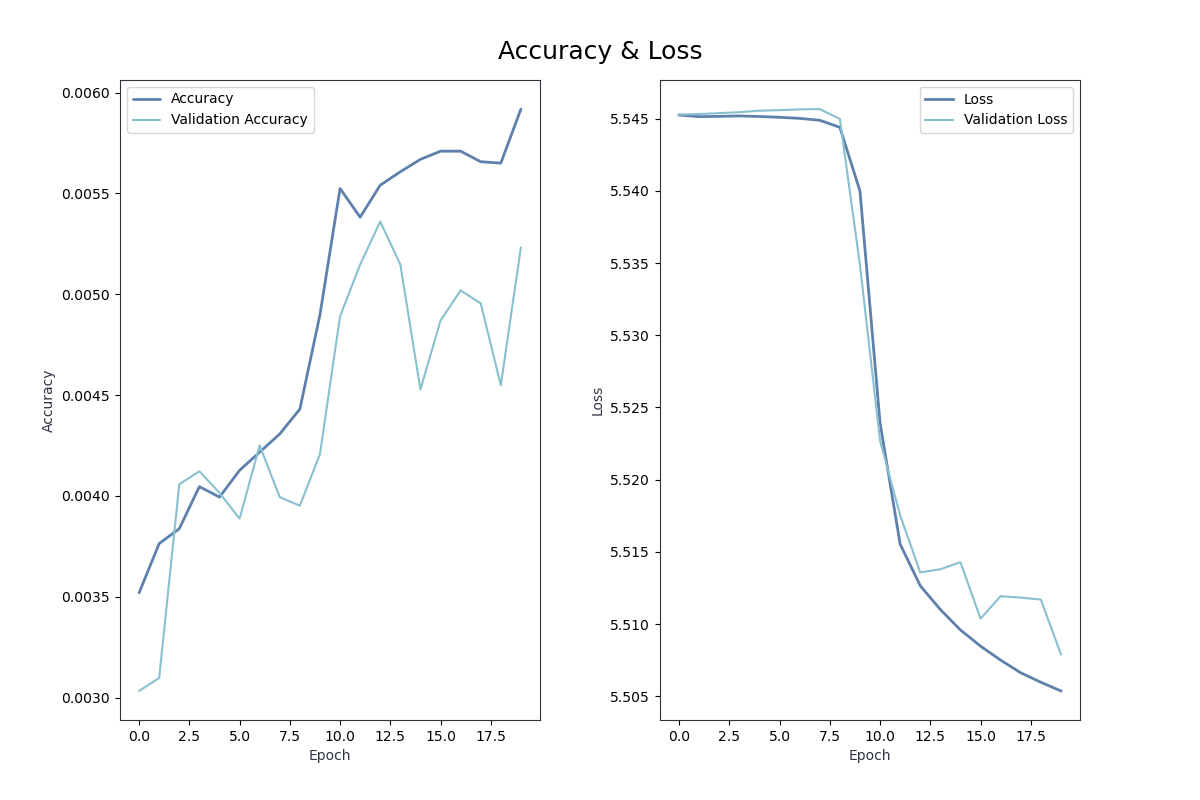 Accuracy & Loss
Accuracy
Validation Accuracy
0.0060
0.0055
0.0050
0.0045
0.0040
0.0035
0.0030
Accuracy
0.0 2.5 5.0 7.5 10.0 12.5 15.0 17.5
Epoch
Loss
Validation Loss
5.545
5.540
5.535
5.530
5.525
5.520
5.515
5.510
5.505
Loss
0.0 2.5 5.0 7.5 10.0 12.5 15.0 17.5
Epoch